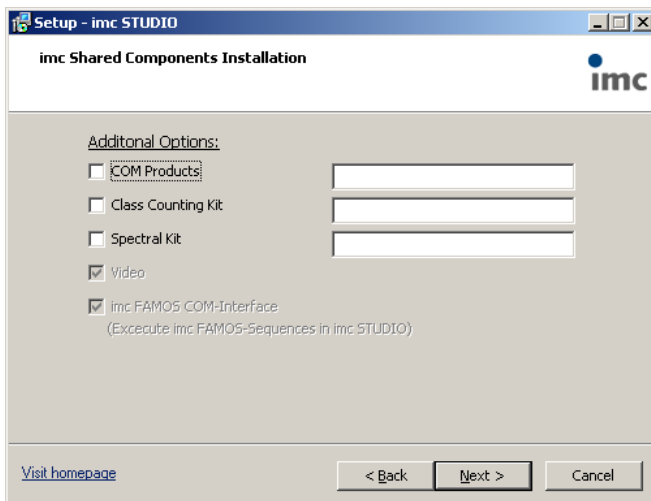 Setup - imc STUDIO
imc Shared Components Installation
imc
Additonal Options:
COM Products
Class Counting Kit
Spectral Kit
Video
imc FAMOS COM-Interface
(Excecute imc FAMOS-Sequences in imc STUDIO)
Visit homepage
< Back
Next >
Cancel